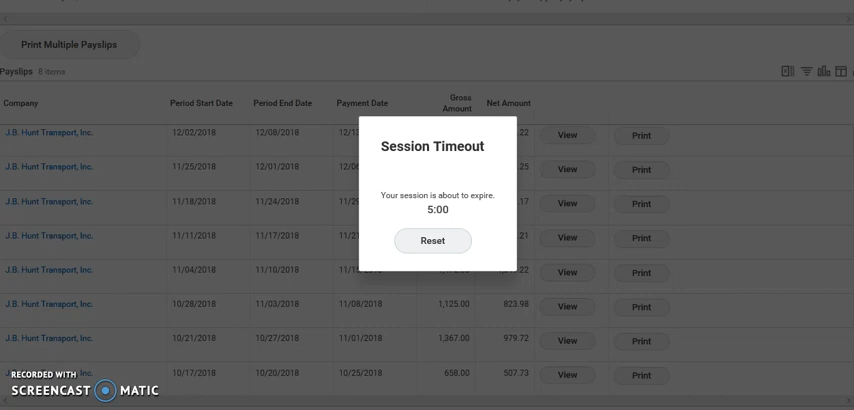 Print Multiple Payslips
Payslips 8 items
Company Period Start Date Period End Date Payment Date Gross Amount Net Amount
J.B. Hunt Transport, Inc. 12/02/2018 12/08/2018 .22 View Print
J.B. Hunt Transport, Inc. 11/25/2018 12/01/2018 .25 View Print
J.B. Hunt Transport, Inc. 11/18/2018 11/24/2018 .17 View Print
J.B. Hunt Transport, Inc. 11/11/2018 11/17/2018 .21 View Print
J.B. Hunt Transport, Inc. 11/04/2018 11/10/2018 View Print
J.B. Hunt Transport, Inc. 10/28/2018 11/03/2018 11/08/2018 1,125.00 823.98 View Print
J.B. Hunt Transport, Inc. 10/21/2018 10/27/2018 11/01/2018 1,367.00 979.72 View Print
Inc. 10/17/2018 10/20/2018 10/25/2018 658.00 507.73 View Print
Session Timeout
Your session is about to expire.
5:00
Reset
RECORDED WITH
SCREENCAST MATIC